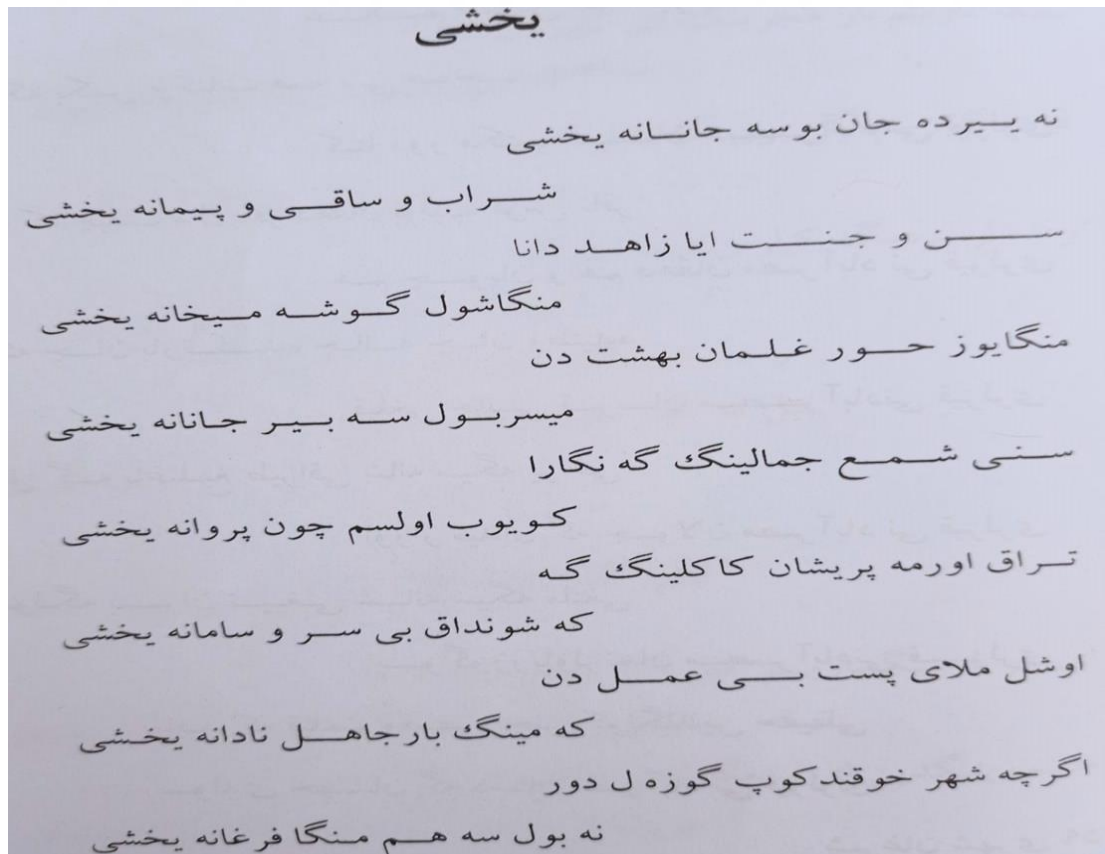 یخشی
نه یـیرده جان بوسه جانانه یخشی
شراب و ساقی و پیمانه یخشی
سن و جنت ایا زاهد دانا
منگاشول گوشه میخانه یخشی
منگایوز حور غلمان بهشت دن
میسربول سه بیر جانانه یخشی
سنی شمع جمالینگ گه نگارا
کویوب اولسم چون پروانه یخشی
تراق اورمه پریشان کاکلینگ گه
که شونداق بی سر و سامانه یخشی
اوشل ملای پست بی عمل دن
که مینگ بارجاهل نادانه یخشی
اگرچه شهر خوقندکوپ گوزه ل دور
نه بول سه هم منگا فرغانه یخشی